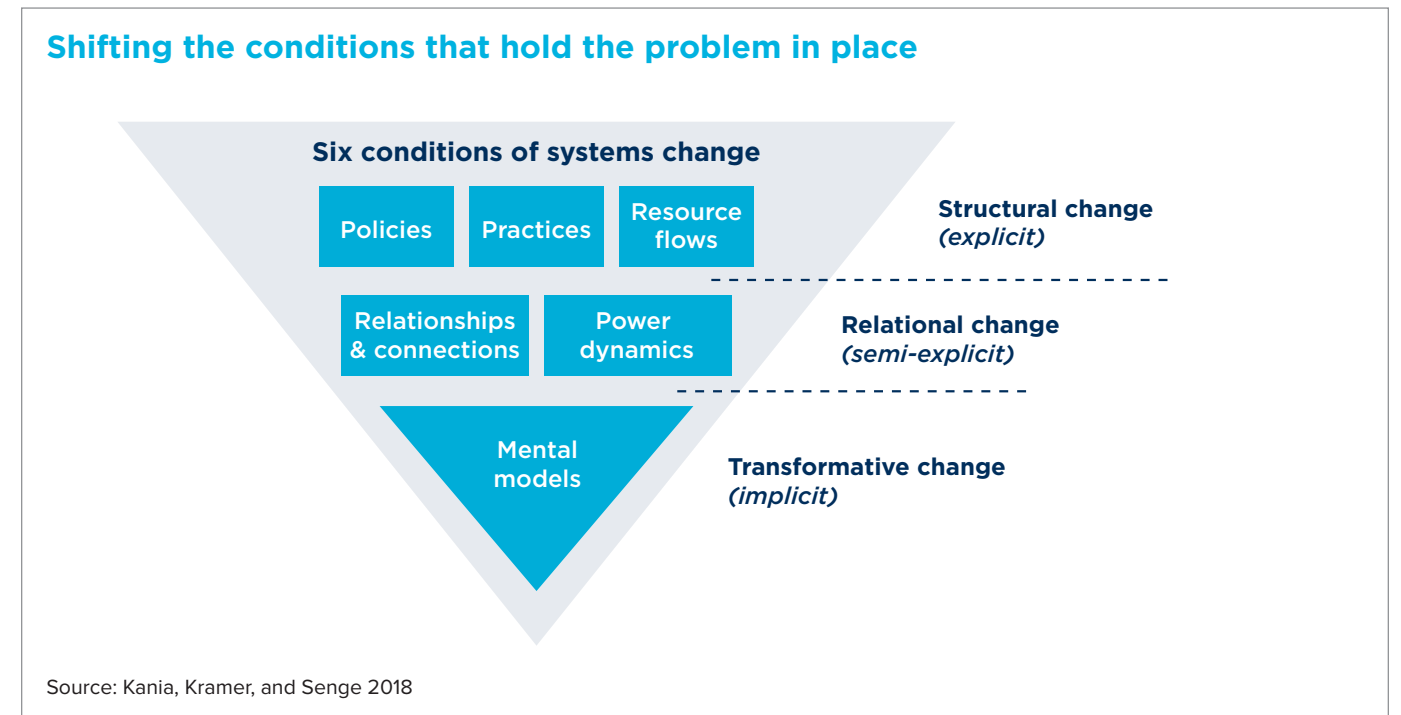 Shifting the conditions that hold the problem in place
Six conditions of systems change
Policies
Practices
Resource
flows
Structural change
(explicit)
Relationships
& connections
Power
dynamics
Relational change
(semi-explicit)
Mental
models
Transformative change
(implicit)
Source: Kania, Kramer, and Senge 2018